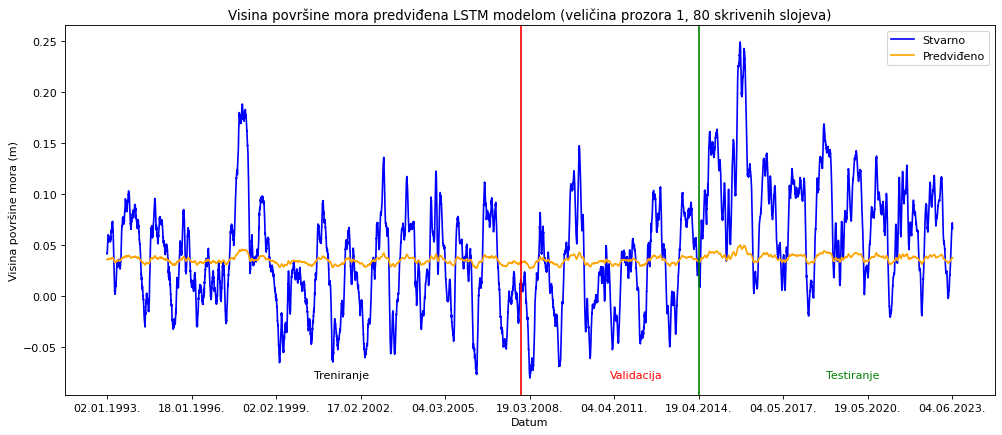 Visina površine mora predviđena LSTM modelom (veličina prozora 1, 80 skrivenih slojeva)
Stvarno
Predviđeno
Visina površine mora (m)
0.25
0.20
0.15
0.10
0.05
0.00
−0.05
Treniranje
Validacija
Testiranje
02.01.1993.
18.01.1996.
02.02.1999.
17.02.2002.
04.03.2005.
19.03.2008.
04.04.2011.
19.04.2014.
04.05.2017.
19.05.2020.
04.06.2023.
Datum